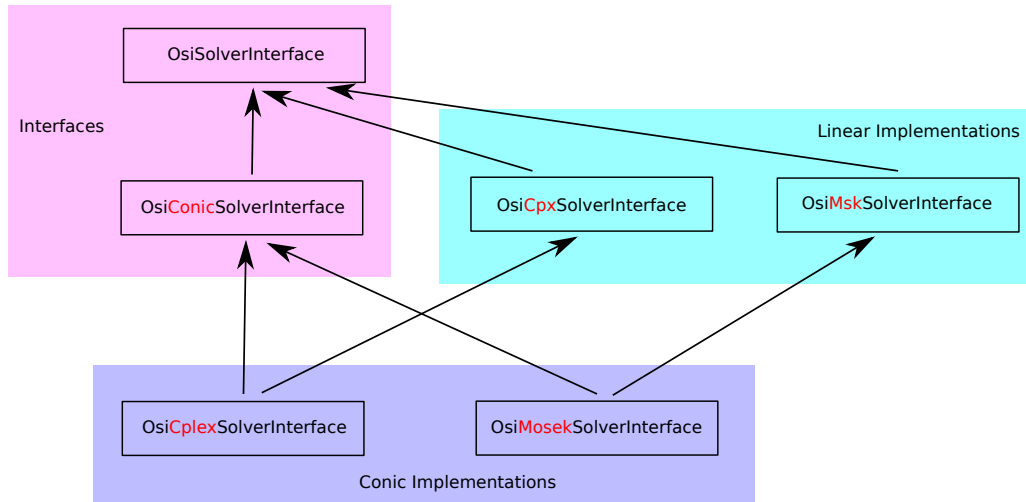 OsiSolverInterface
Interfaces
Linear Implementations
OsiConicSolverInterface
OsiCpxSolverInterface
OsiMskSolverInterface
OsiCplexSolverInterface
OsiMosekSolverInterface
Conic Implementations